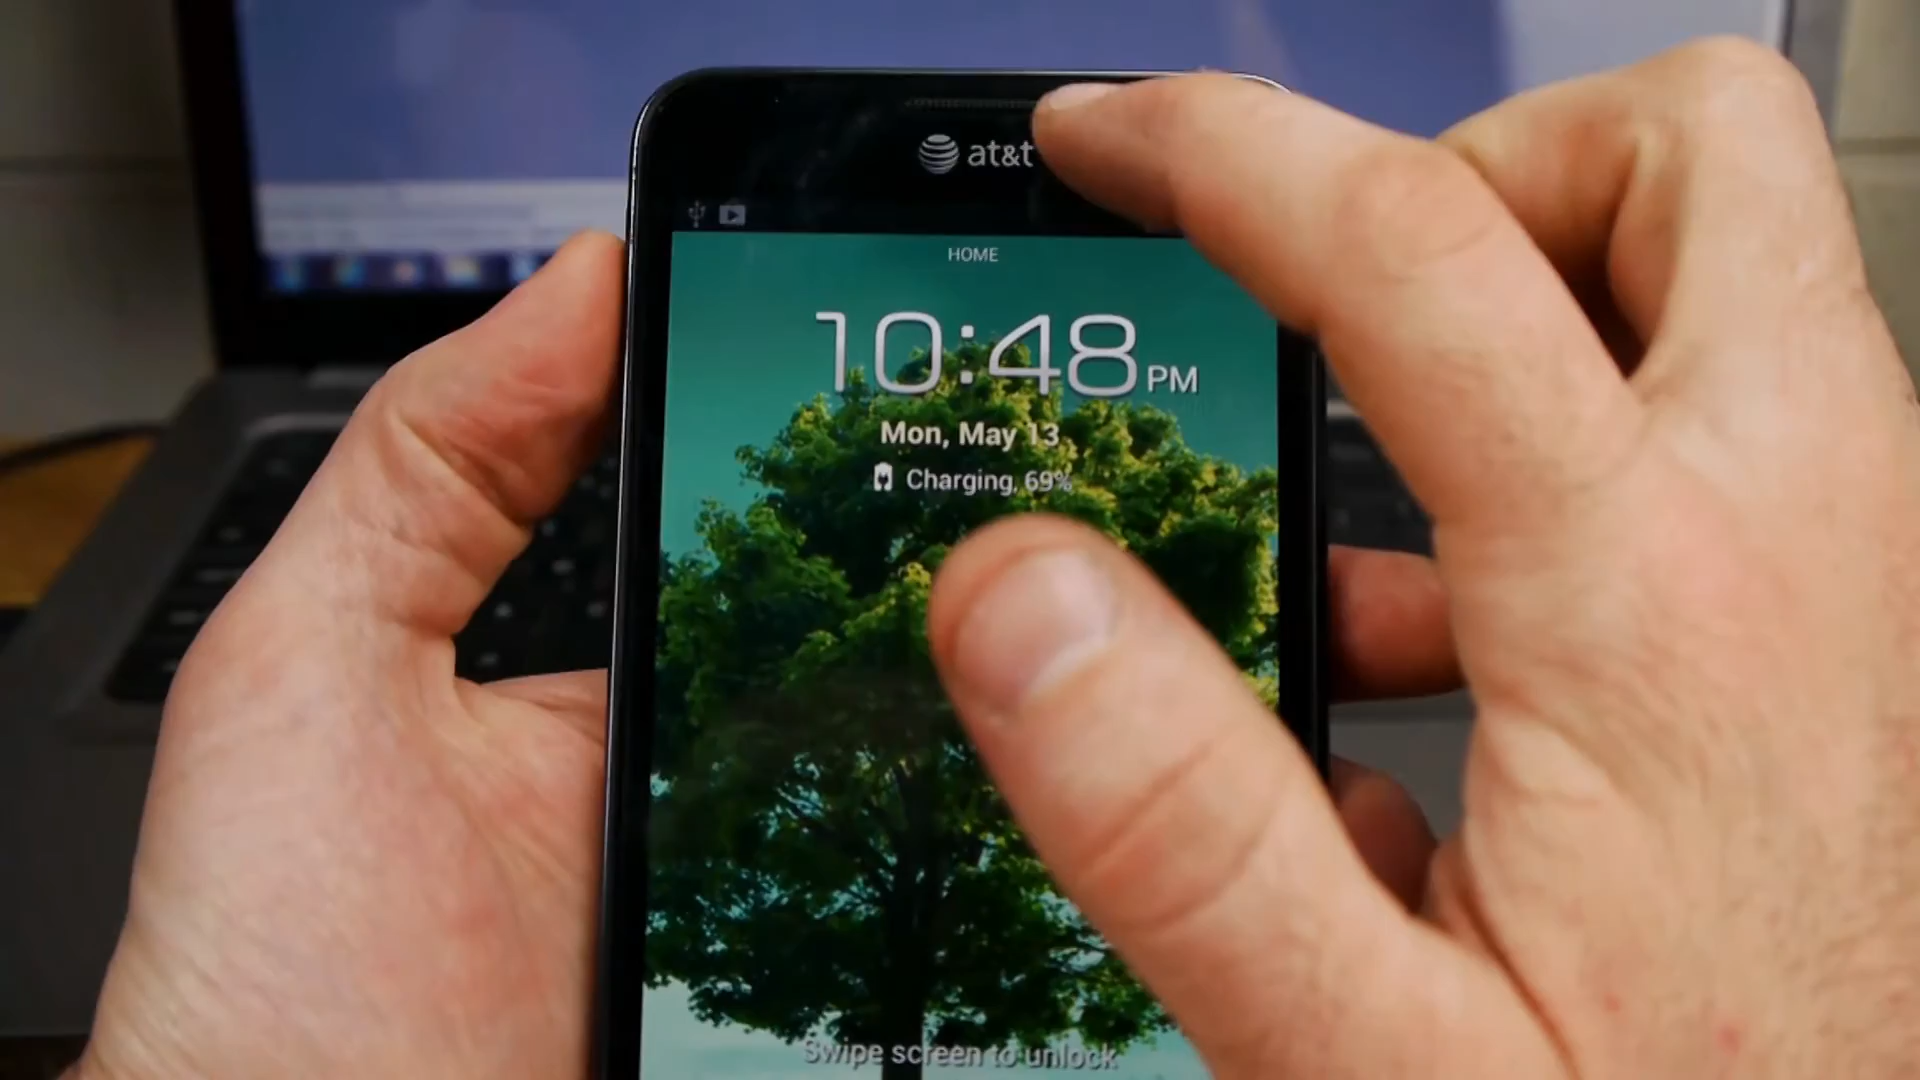 at&t
HOME
10:48 PM
Mon, May 13
Charging, 69%
Swipe screen to unlock